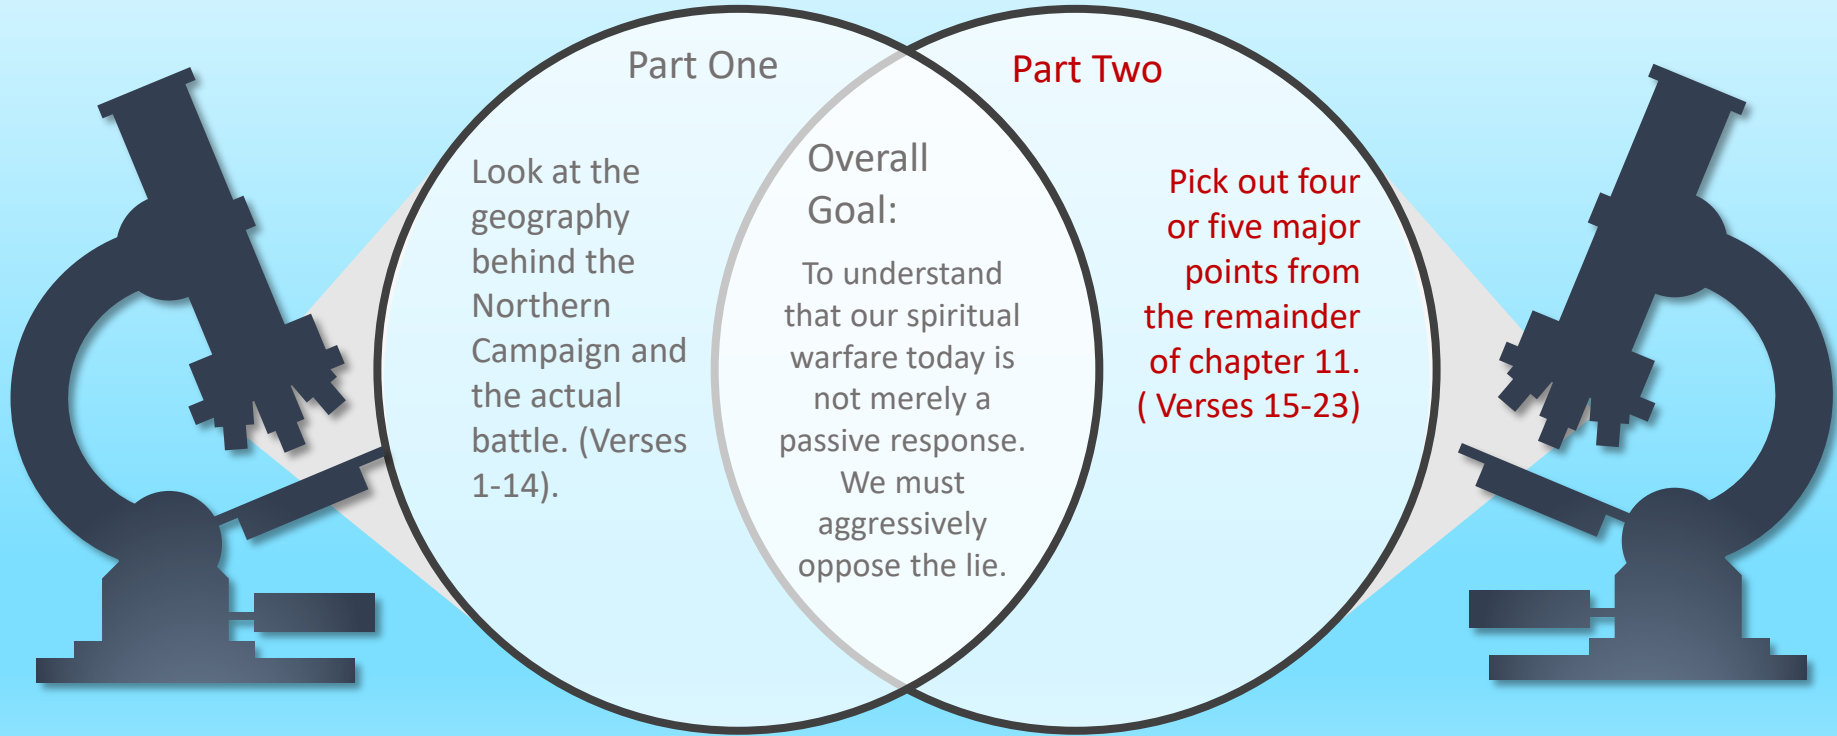 Part One
Look at the
geography
behind the
Northern
Campaign and
the actual
battle. (Verses
1-14).
Overall
Goal:
To understand
that our spiritual
warfare today is
not merely a
passive response.
We must
aggressively
oppose the lie.
Part Two
Pick out four
or five major
points from
the remainder
of chapter 11.
( Verses 15-23)